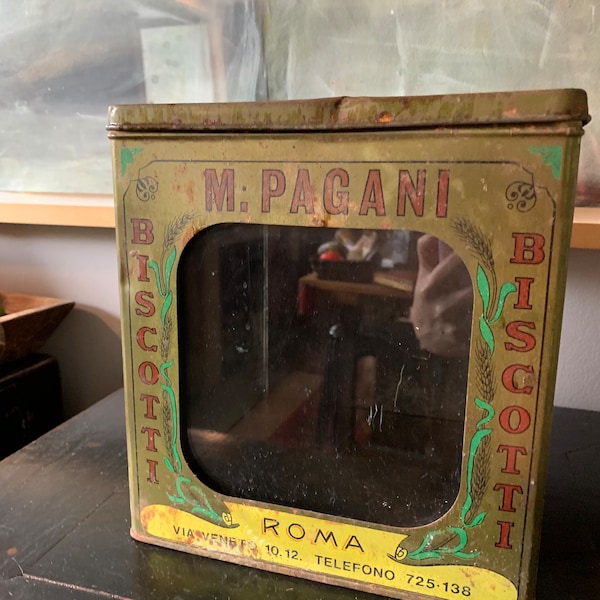 M. PAGANI
BISCOTTI
BISCOTTI
ROMA
VIA VENETO 10.12. TELEFONO 725-138